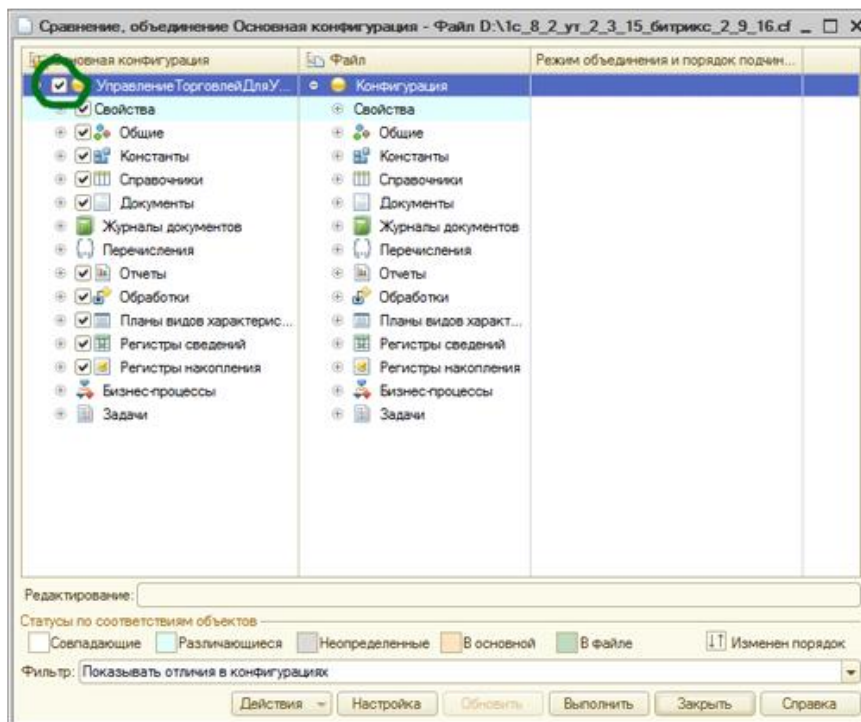 Сравнение, объединение Основная конфигурация - Файл D:\1c_8_2_ут_2_3_15_битрикс_2_9_16.cf
Основная конфигурация Файл Режим объединения и порядок подчин...
УправлениеТорговлейДляУ... Конфигурация
Свойства Свойства
Общие Общие
Константы Константы
Справочники Справочники
Документы Документы
Журналы документов Журналы документов
Перечисления Перечисления
Отчеты Отчеты
Обработки Обработки
Планы видов характерис... Планы видов характ...
Регистры сведений Регистры сведений
Регистры накопления Регистры накопления
Бизнес-процессы Бизнес-процессы
Задачи Задачи
Редактирование:
Статусы по соответствиям объектов
Совпадающие Различающиеся Неопределенные В основной В файле Изменен порядок
Фильтр: Показывать отличия в конфигурациях
Действия Настройка Обновить Выполнить Закрыть Справка